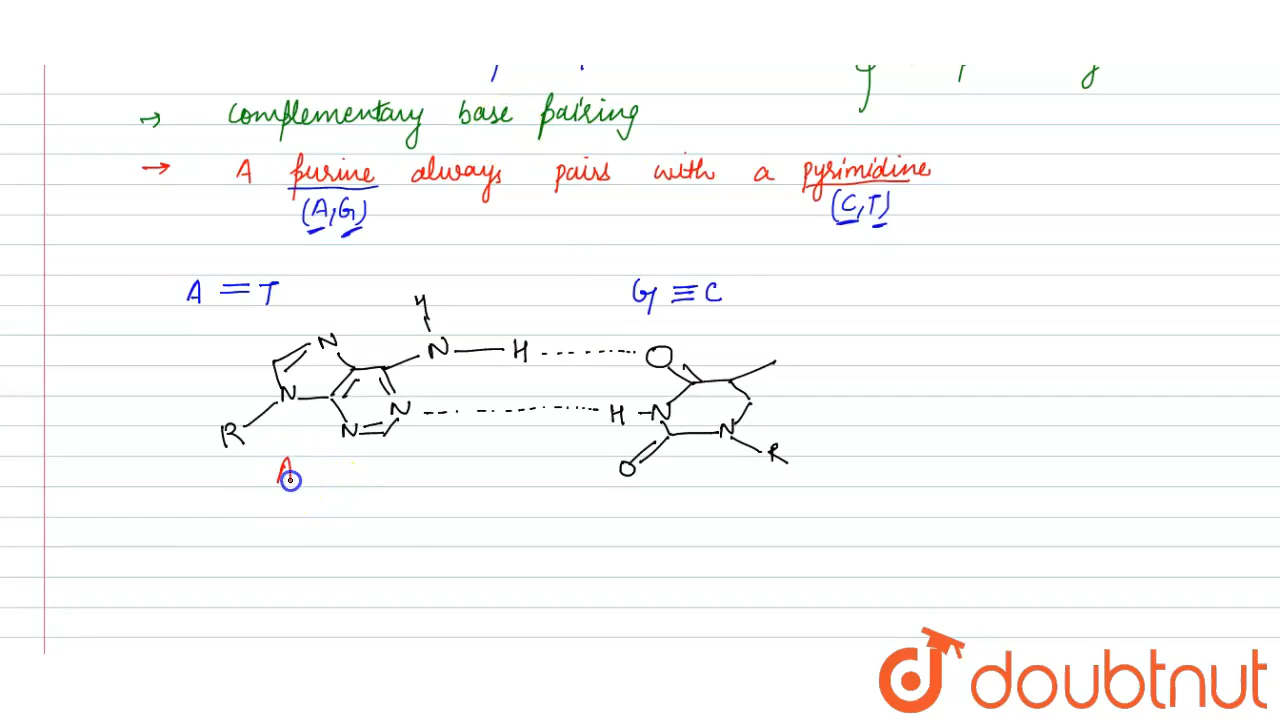 → complementary base pairing
→ A purine always pairs with a pyrimidine
(A,G) (C,T)
A = T G ≡ C
H
N N H O
N N H N
R N N R
A O
doubtnut